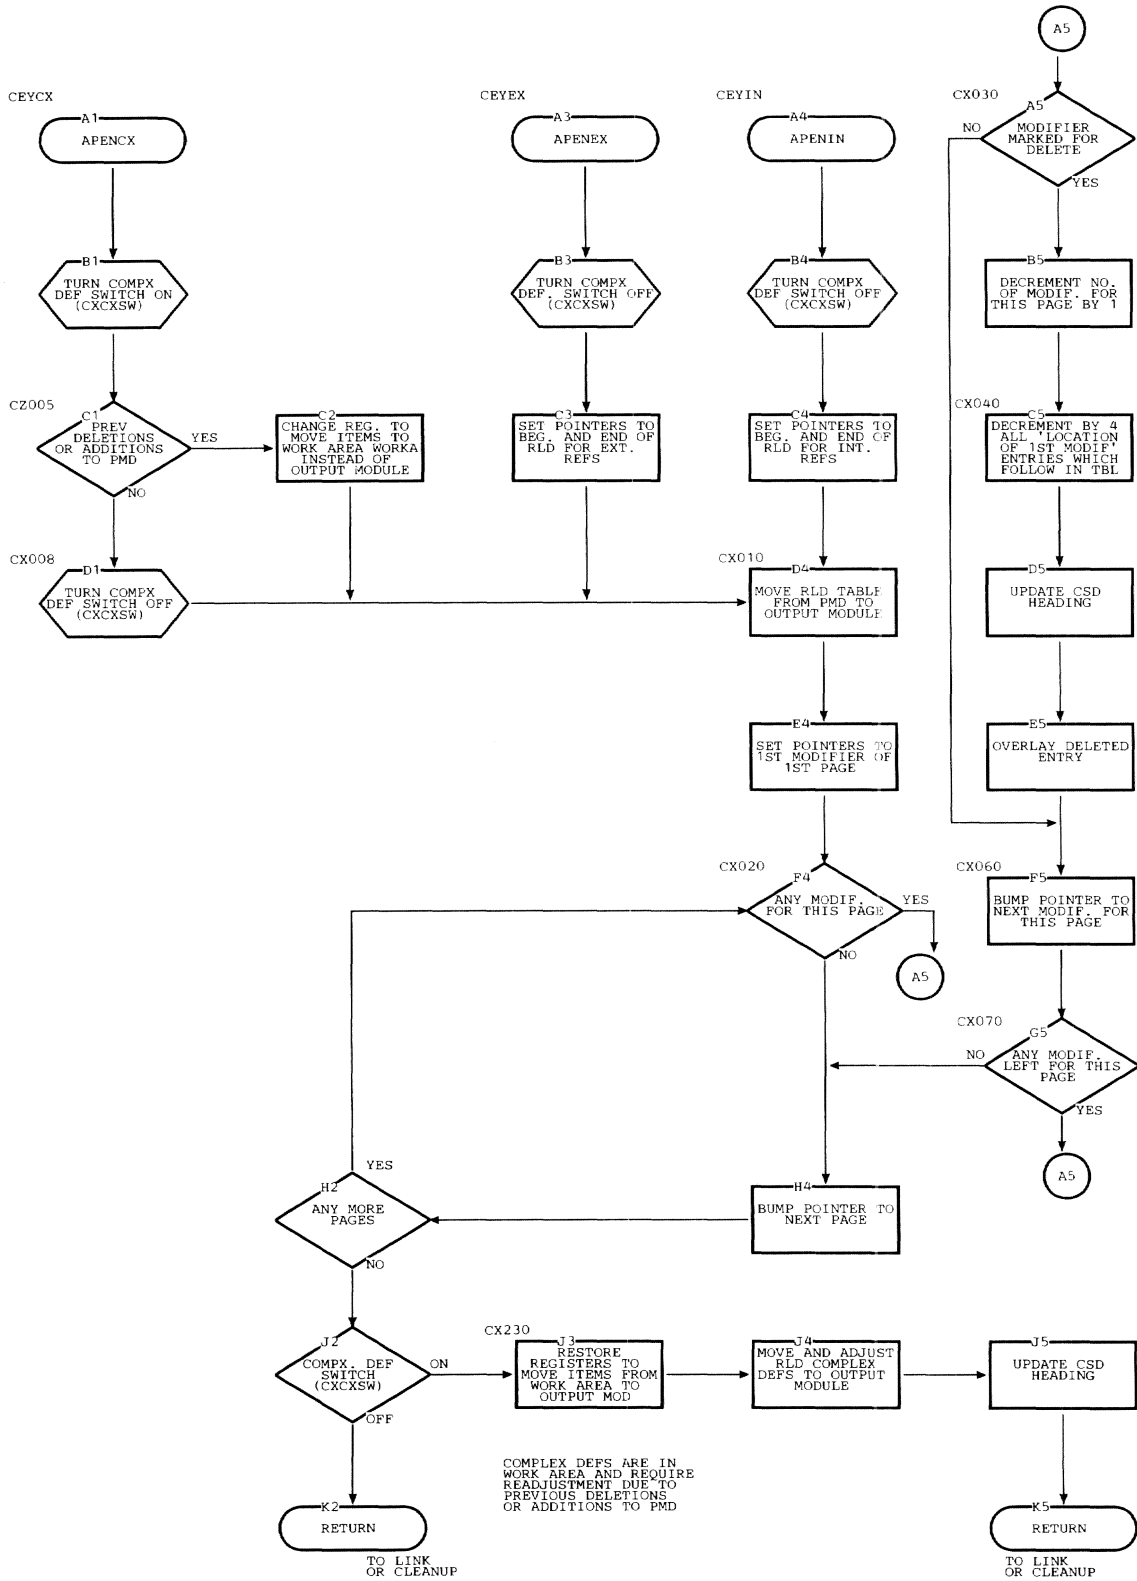 A5
CEYCX
A1
APENCX
CEYEX
A3
APENEX
CEYIN
A4
APENIN
CX030
A5
MODIFIER
MARKED FOR
DELETE
NO
YES
B1
TURN COMPX
DEF SWITCH ON
(CXCXSW)
B3
TURN COMPX
DEF. SWITCH OFF
(CXCXSW)
B4
TURN COMPX
DEF SWITCH OFF
(CXCXSW)
B5
DECREMENT NO.
OF MODIF. FOR
THIS PAGE BY 1
CZ005
C1
PREV
DELETIONS
OR ADDITIONS
TO PMD
YES
NO
C2
CHANGE REG. TO
MOVE ITEMS TO
WORK AREA WORKA
INSTEAD OF
OUTPUT MODULE
C3
SET POINTERS TO
BEG. AND END OF
RLD FOR EXT.
REFS
C4
SET POINTERS TO
BEG. AND END OF
RLD FOR INT.
REFS
CX040
C5
DECREMENT BY 4
ALL 'LOCATION
OF 1ST MODIF'
ENTRIES WHICH
FOLLOW IN TBL
CX008
D1
TURN COMPX
DEF SWITCH OFF
(CXCXSW)
CX010
D4
MOVE RLD TABLE
FROM PMD TO
OUTPUT MODULE
D5
UPDATE CSD
HEADING
E4
SET POINTERS TO
1ST MODIFIER OF
1ST PAGE
E5
OVERLAY DELETED
ENTRY
CX020
F4
ANY MODIF.
FOR THIS PAGE
YES
NO
A5
CX060
F5
BUMP POINTER TO
NEXT MODIF. FOR
THIS PAGE
CX070
G5
ANY MODIF.
LEFT FOR THIS
PAGE
NO
YES
A5
H2
ANY MORE
PAGES
YES
NO
H4
BUMP POINTER TO
NEXT PAGE
J2
COMPX. DEF
SWITCH
(CXCXSW)
ON
OFF
CX230
J3
RESTORE
REGISTERS TO
MOVE ITEMS FROM
WORK AREA TO
OUTPUT MOD
J4
MOVE AND ADJUST
RLD COMPLEX
DEFS TO OUTPUT
MODULE
J5
UPDATE CSD
HEADING
COMPLEX DEFS ARE IN
WORK AREA AND REQUIRE
READJUSTMENT DUE TO
PREVIOUS DELETIONS
OR ADDITIONS TO PMD
K2
RETURN
TO LINK
OR CLEANUP
K5
RETURN
TO LINK
OR CLEANUP